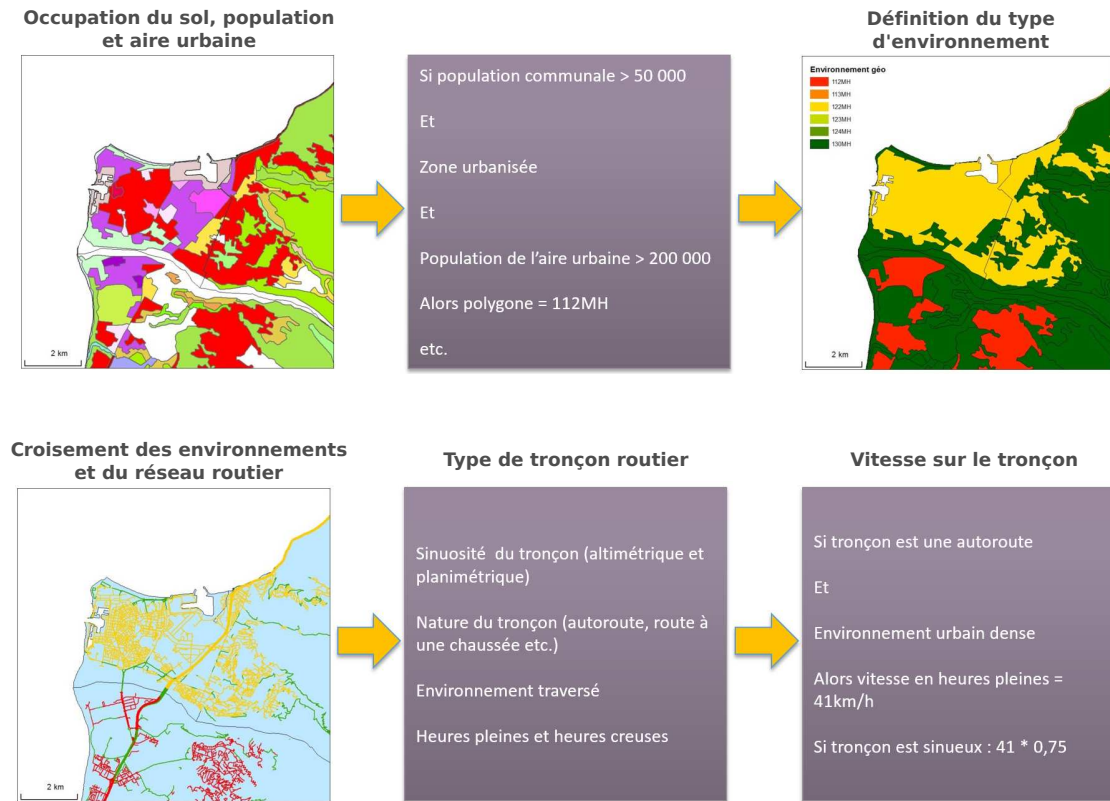 Occupation du sol, population
et aire urbaine
2 km
Si population communale > 50 000
Et
Zone urbanisée
Et
Population de l'aire urbaine > 200 000
Alors polygone = 112MH
etc.
Définition du type
d'environnement
Environnement géo
112MH
113MH
122MH
123MH
124MH
130MH
2 km
Croisement des environnements
et du réseau routier
2 km
Type de tronçon routier
Sinuosité du tronçon (altimétrique et
planimétrique)
Nature du tronçon (autoroute, route à
une chaussée etc.)
Environnement traversé
Heures pleines et heures creuses
Vitesse sur le tronçon
Si tronçon est une autoroute
Et
Environnement urbain dense
Alors vitesse en heures pleines =
41km/h
Si tronçon est sinueux : 41 * 0,75